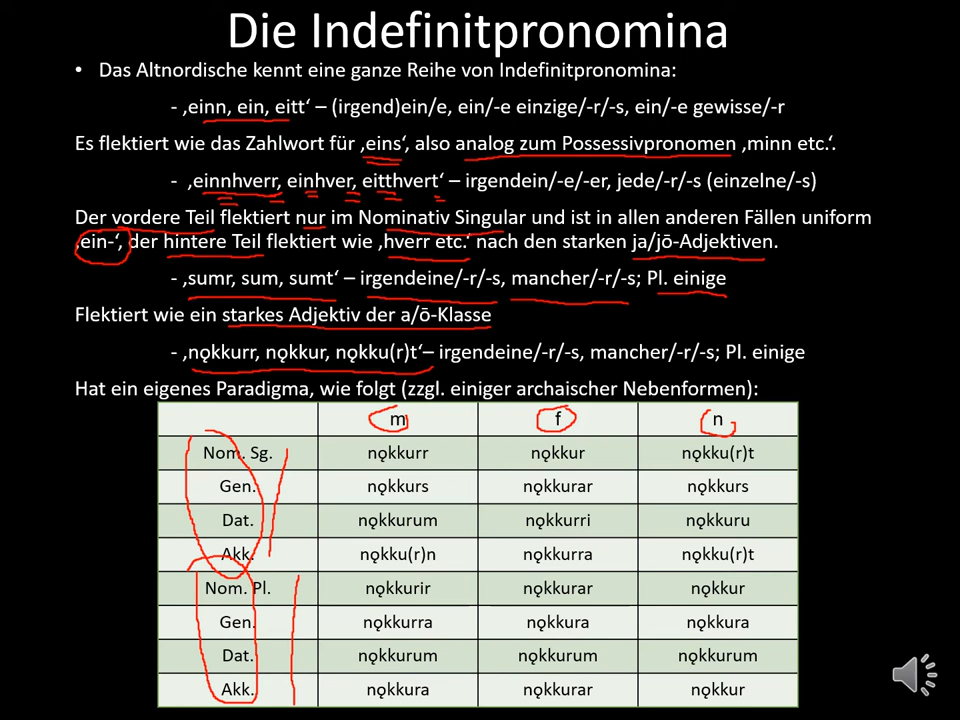 Die Indefinitpronomina
• Das Altnordische kennt eine ganze Reihe von Indefinitpronomina:
- ‚einn, ein, eitt‘ – (irgend)ein/e, ein/-e einzige/-r/-s, ein/-e gewisse/-r
Es flektiert wie das Zahlwort für ‚eins‘, also analog zum Possessivpronomen ‚minn etc.‘.
- ‚einnhverr, einhver, eitthvert‘ – irgendein/-e/-er, jede/-r/-s (einzelne/-s)
Der vordere Teil flektiert nur im Nominativ Singular und ist in allen anderen Fällen uniform
‚ein-‘, der hintere Teil flektiert wie ‚hverr etc.‘ nach den starken ja/jō-Adjektiven.
- ‚sumr, sum, sumt‘ – irgendeine/-r/-s, mancher/-r/-s; Pl. einige
Flektiert wie ein starkes Adjektiv der a/ō-Klasse
- ‚nǫkkurr, nǫkkur, nǫkku(r)t‘– irgendeine/-r/-s, mancher/-r/-s; Pl. einige
Hat ein eigenes Paradigma, wie folgt (zzgl. einiger archaischer Nebenformen):
m f n
Nom. Sg. nǫkkurr nǫkkur nǫkku(r)t
Gen. nǫkkurs nǫkkurar nǫkkurs
Dat. nǫkkurum nǫkkurri nǫkkuru
Akk. nǫkku(r)n nǫkkurra nǫkku(r)t
Nom. Pl. nǫkkurir nǫkkurar nǫkkur
Gen. nǫkkurra nǫkkura nǫkkura
Dat. nǫkkurum nǫkkurum nǫkkurum
Akk. nǫkkura nǫkkurar nǫkkur